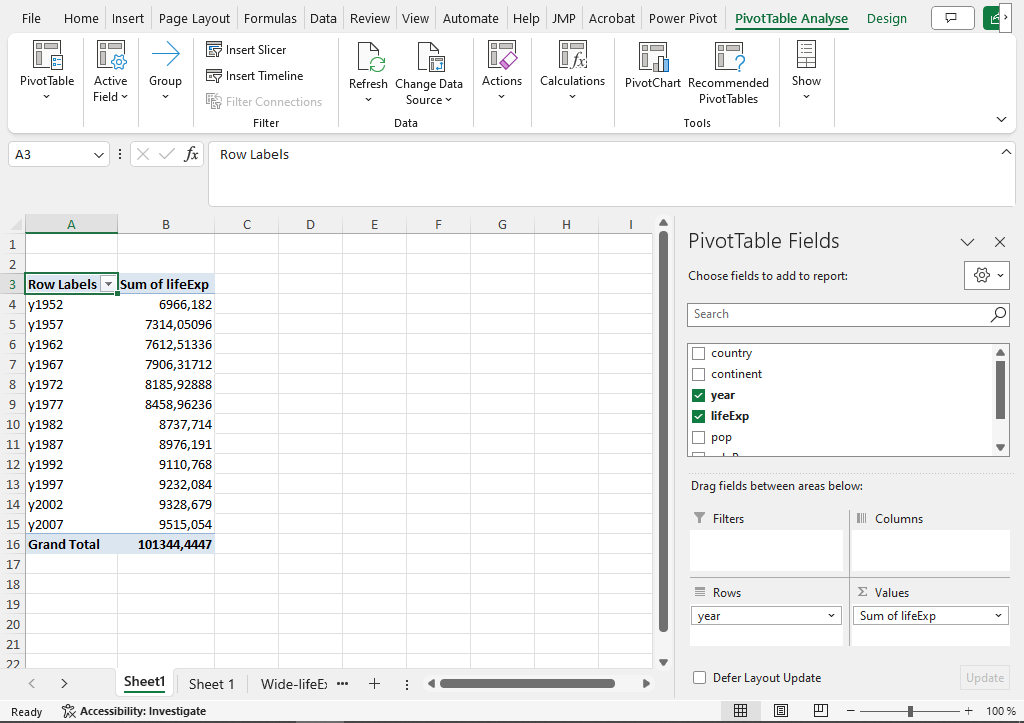 File Home Insert Page Layout Formulas Data Review View Automate Help JMP Acrobat Power Pivot PivotTable Analyse Design
PivotTable
Active Field
Group
Insert Slicer
Insert Timeline
Filter Connections
Filter
Refresh
Change Data Source
Data
Actions
Calculations
PivotChart
Recommended PivotTables
Tools
Show
A3 fx Row Labels
A B C D E F G H I
1
2
3 Row Labels Sum of lifeExp
4 y1952 6966,182
5 y1957 7314,05096
6 y1962 7612,51336
7 y1967 7906,31712
8 y1972 8185,92888
9 y1977 8458,96236
10 y1982 8737,714
11 y1987 8976,191
12 y1992 9110,768
13 y1997 9232,084
14 y2002 9328,679
15 y2007 9515,054
16 Grand Total 101344,4447
17
18
19
20
21
22
PivotTable Fields
Choose fields to add to report:
Search
country
continent
year
lifeExp
pop
Drag fields between areas below:
Filters
Columns
Rows
Σ Values
year
Sum of lifeExp
Defer Layout Update
Update
Sheet1 Sheet 1 Wide-lifeE
Ready Accessibility: Investigate
100 %